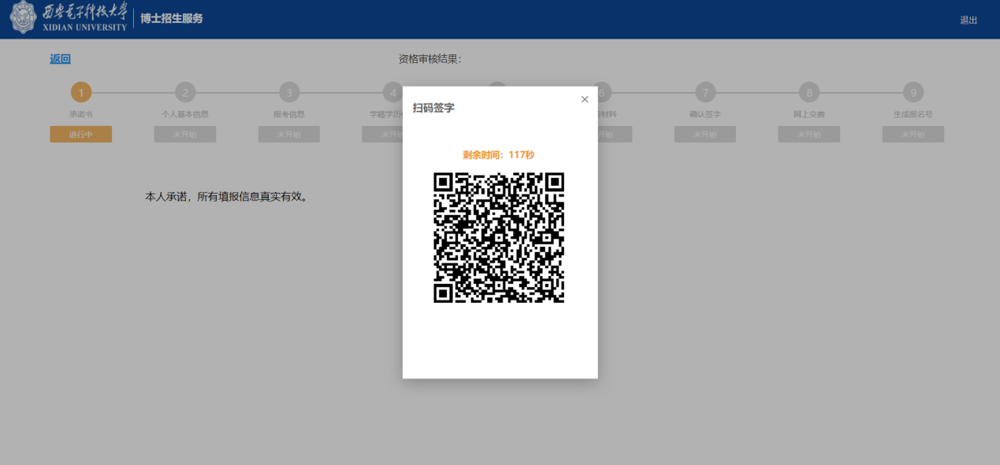 西安电子科技大学
XIDIAN UNIVERSITY
博士招生服务
退出
返回
资格审核结果：
1 2 3 4 6 7 8 9
承诺书 个人基本信息 报考信息 学籍学历 材料 确认签字 网上交费 生成报名号
进行中 未开始 未开始 未开始 开始 未开始 未开始 未开始
扫码签字
×
剩余时间：117秒
本人承诺，所有填报信息真实有效。